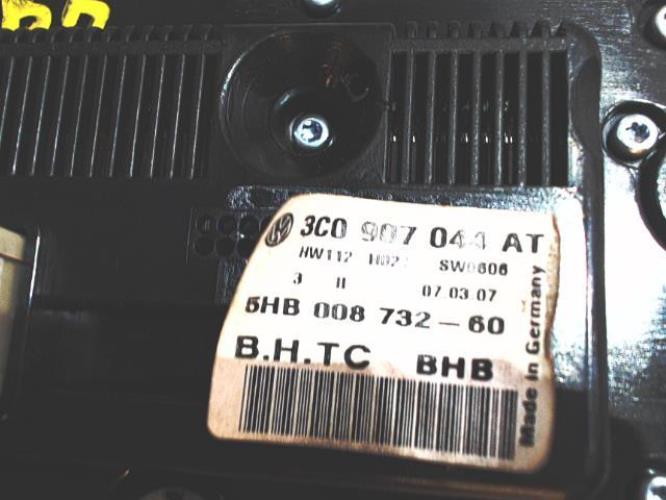 3C0 907 044 AT
HW112 SW0606
3 II 07.03.07
5HB 008 732-60
B.H.TC BHB
Made in Germany